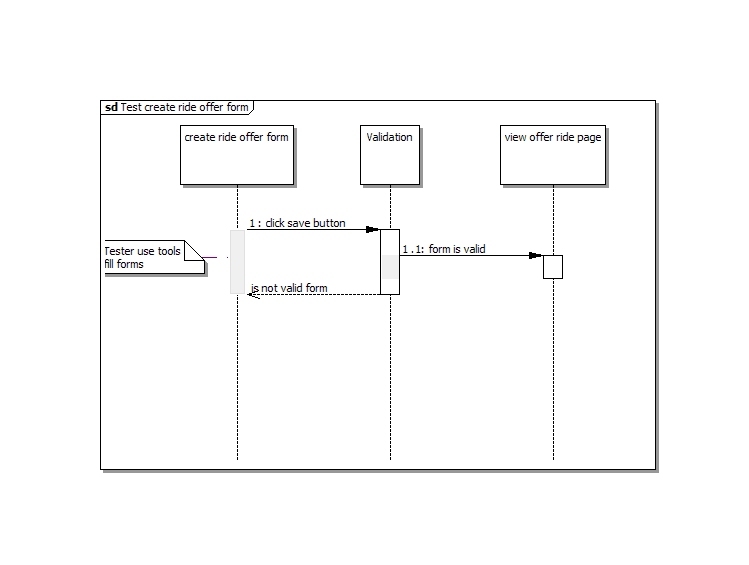 sd Test create ride offer form
create ride offer form
Validation
view offer ride page
1 : click save button
1 .1: form is valid
Tester use tools
fill forms
is not valid form